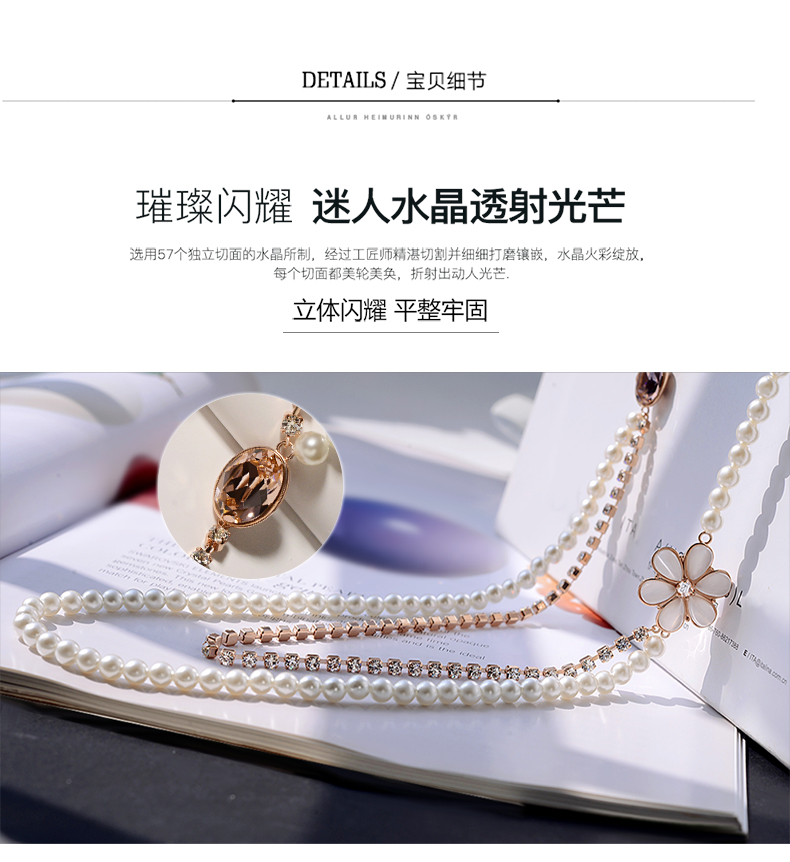 DETAILS / 宝贝细节
ALLUR HEIMURINN ÓSKÝR
璀璨闪耀 迷人水晶透射光芒
选用57个独立切面的水晶所制，经过工匠师精湛切割并细细打磨镶嵌，水晶火彩绽放，
每个切面都美轮美奂，折射出动人光芒.
立体闪耀 平整牢固